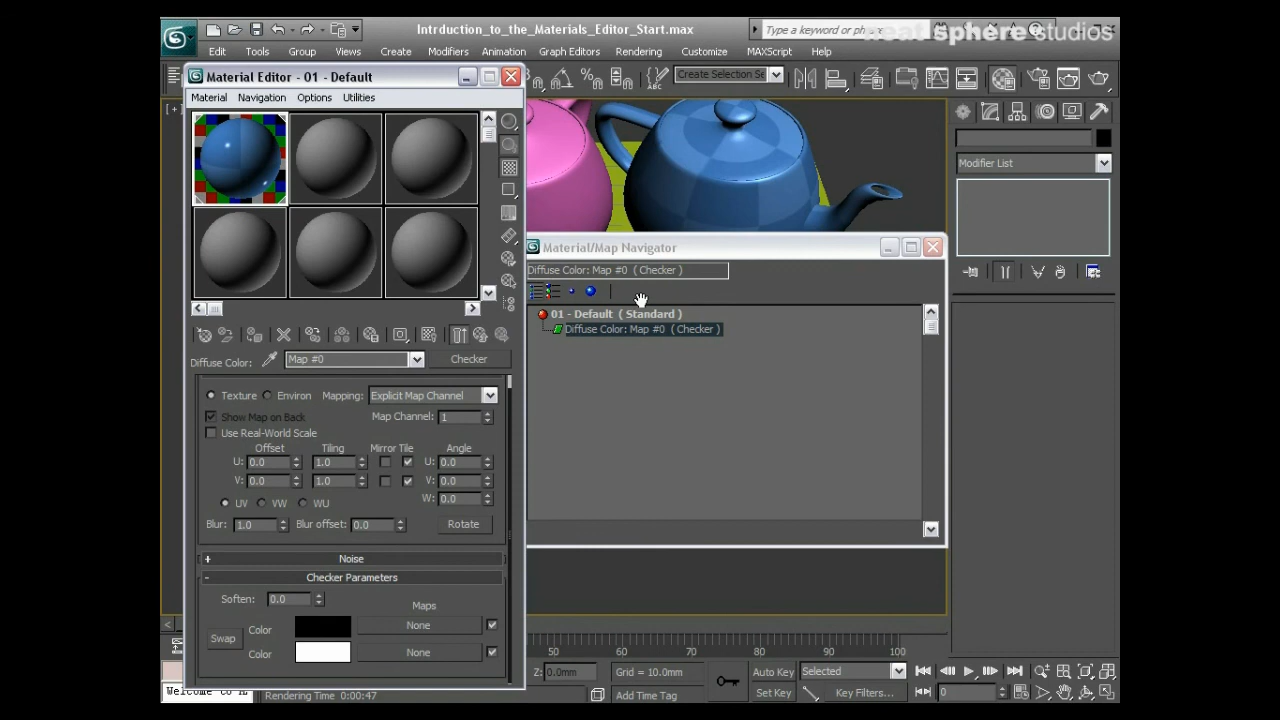 Intrduction_to_the_Materials_Editor_Start.max
Type a keyword or phrase
sphere studios
Edit Tools Group Views Create Modifiers Animation Graph Editors Rendering Customize MAXScript Help
Create Selection Se
ABC
Material Editor - 01 - Default
Material Navigation Options Utilities
[ + ]
Modifier List
Material/Map Navigator
Diffuse Color: Map #0 ( Checker )
01 - Default ( Standard )
Diffuse Color: Map #0 ( Checker )
Diffuse Color: Map #0 Checker
Texture Environ Mapping: Explicit Map Channel
Show Map on Back Map Channel: 1
Use Real-World Scale
Offset Tiling Mirror Tile Angle
U: 0.0 1.0 U: 0.0
V: 0.0 1.0 V: 0.0
W: 0.0
UV VW WU
Blur: 1.0 Blur offset: 0.0 Rotate
+ Noise
- Checker Parameters
Soften: 0.0 Maps
Swap Color None
Color None
50 60 70 80 90 100
Z: 0.0mm Grid = 10.0mm Auto Key Selected
Welcome to M
Rendering Time 0:00:47 Add Time Tag Set Key Key Filters... 0